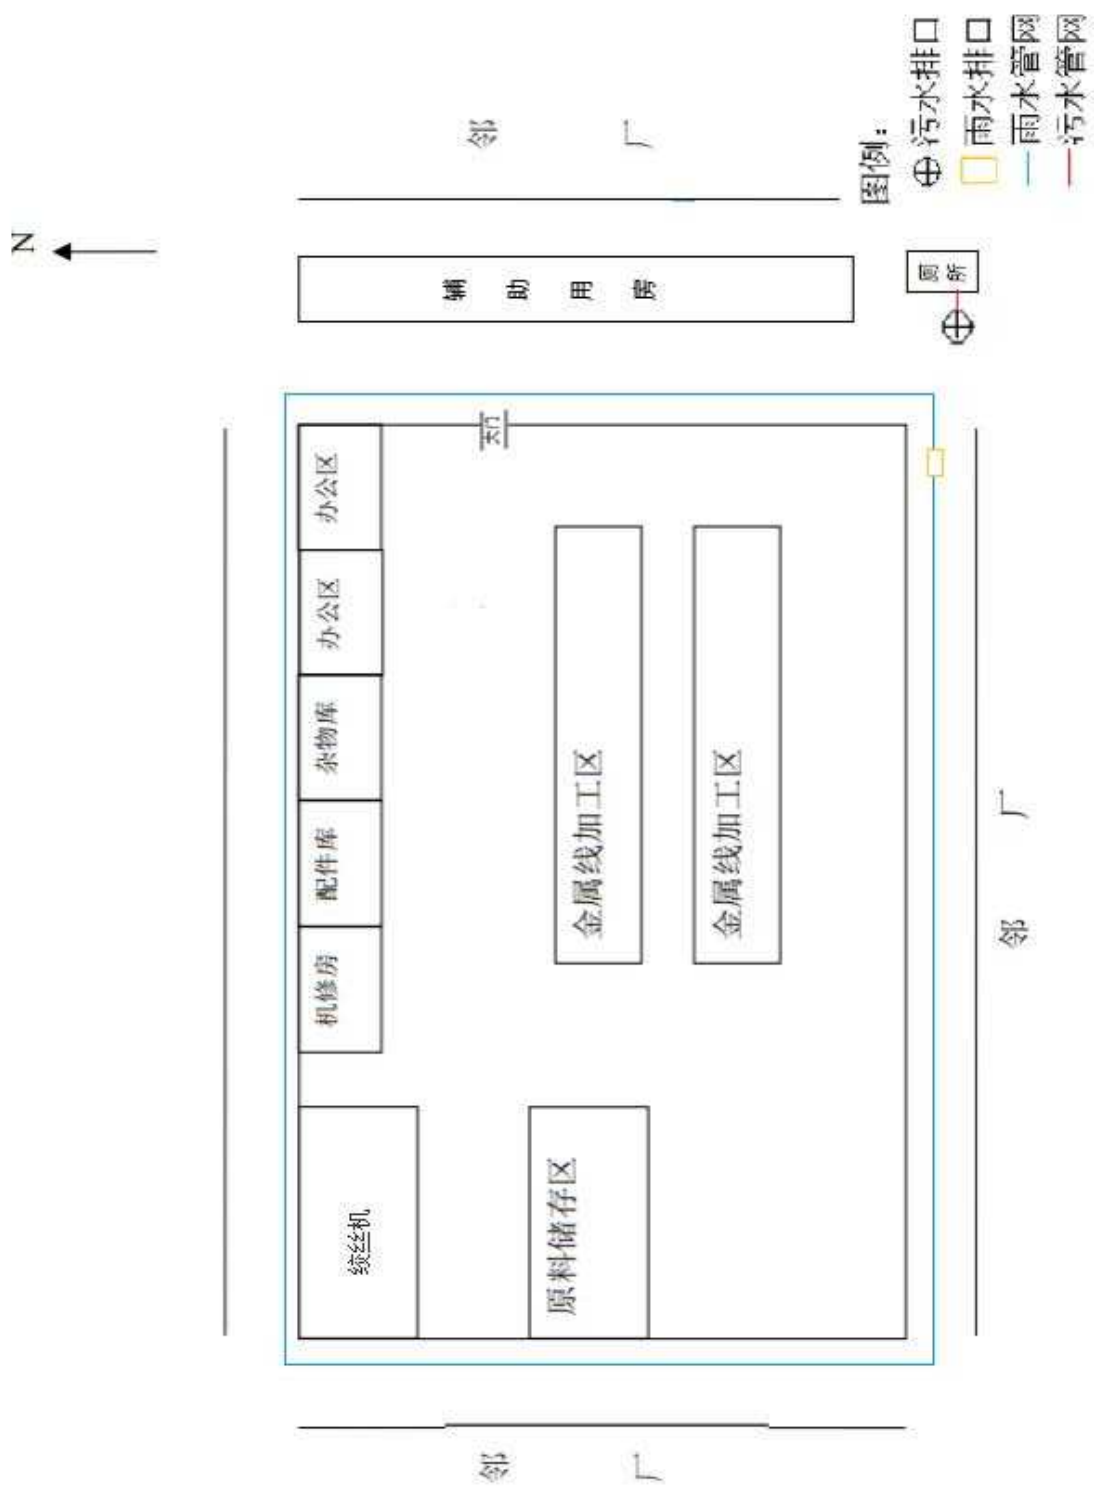 N
邻 厂
图例：
污水排口
雨水排口
雨水管网
污水管网
辅 助 用 房
厕所
大门
办公区
办公区
杂物库
配件库
机修房
绞丝机
金属线加工区
金属线加工区
原料储存区
邻 厂
邻 厂